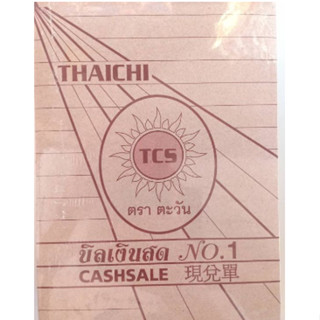 THAICHI
TCS
ตรา ตะวัน
บิลเงินสด NO.1
CASHSALE 現兌單